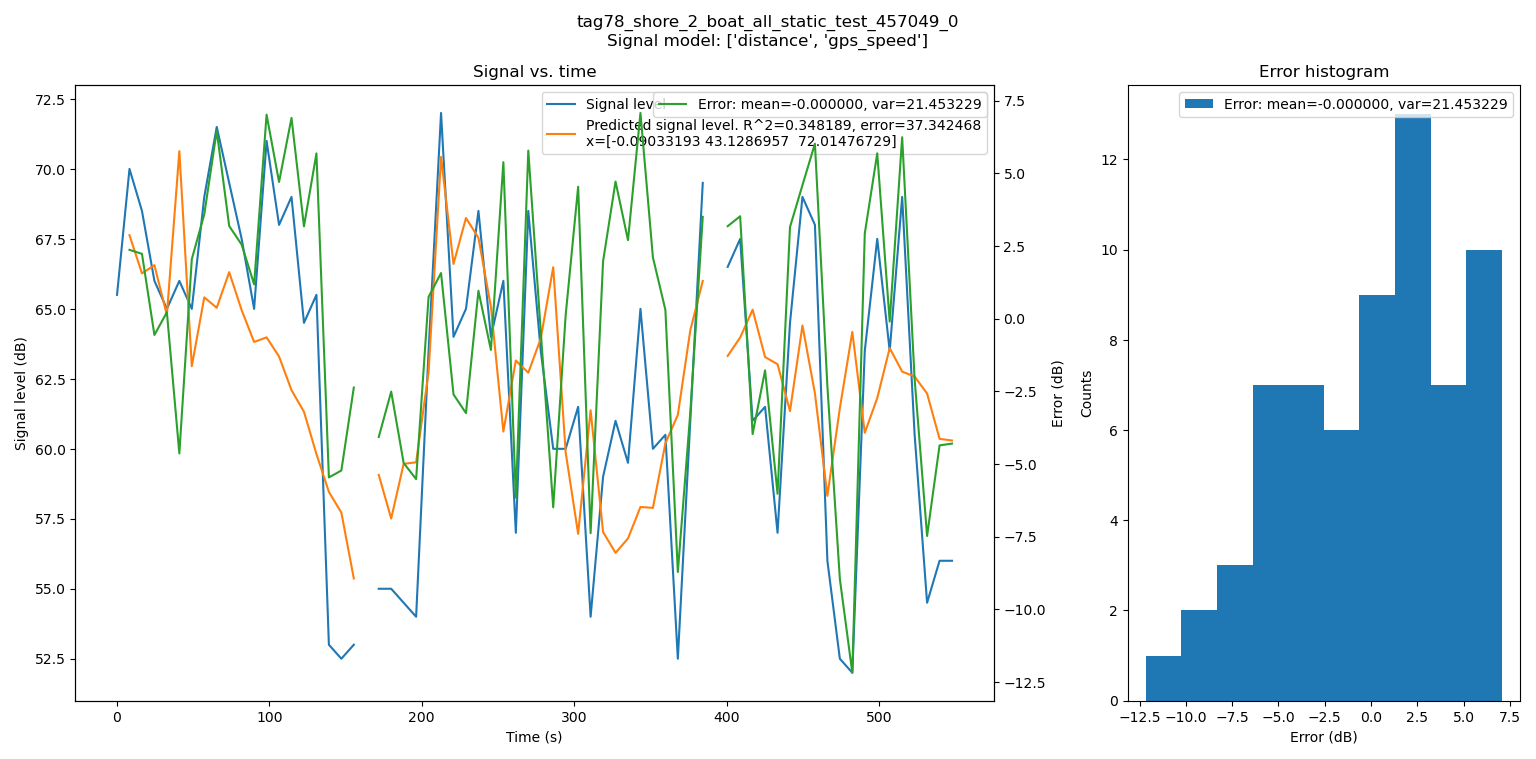 tag78_shore_2_boat_all_static_test_457049_0
Signal model: ['distance', 'gps_speed']
Signal vs. time
Signal level
Predicted signal level. R^2=0.348189, error=37.342468
x=[-0.09033193 43.1286957  72.01476729]
Error: mean=-0.000000, var=21.453229
72.5
70.0
67.5
65.0
62.5
60.0
57.5
55.0
52.5
Signal level (dB)
0
100
200
300
400
500
Time (s)
7.5
5.0
2.5
0.0
−2.5
−5.0
−7.5
−10.0
−12.5
Error (dB)
Error histogram
Error: mean=-0.000000, var=21.453229
12
10
8
6
4
2
0
Counts
−12.5
−10.0
−7.5
−5.0
−2.5
0.0
2.5
5.0
7.5
Error (dB)